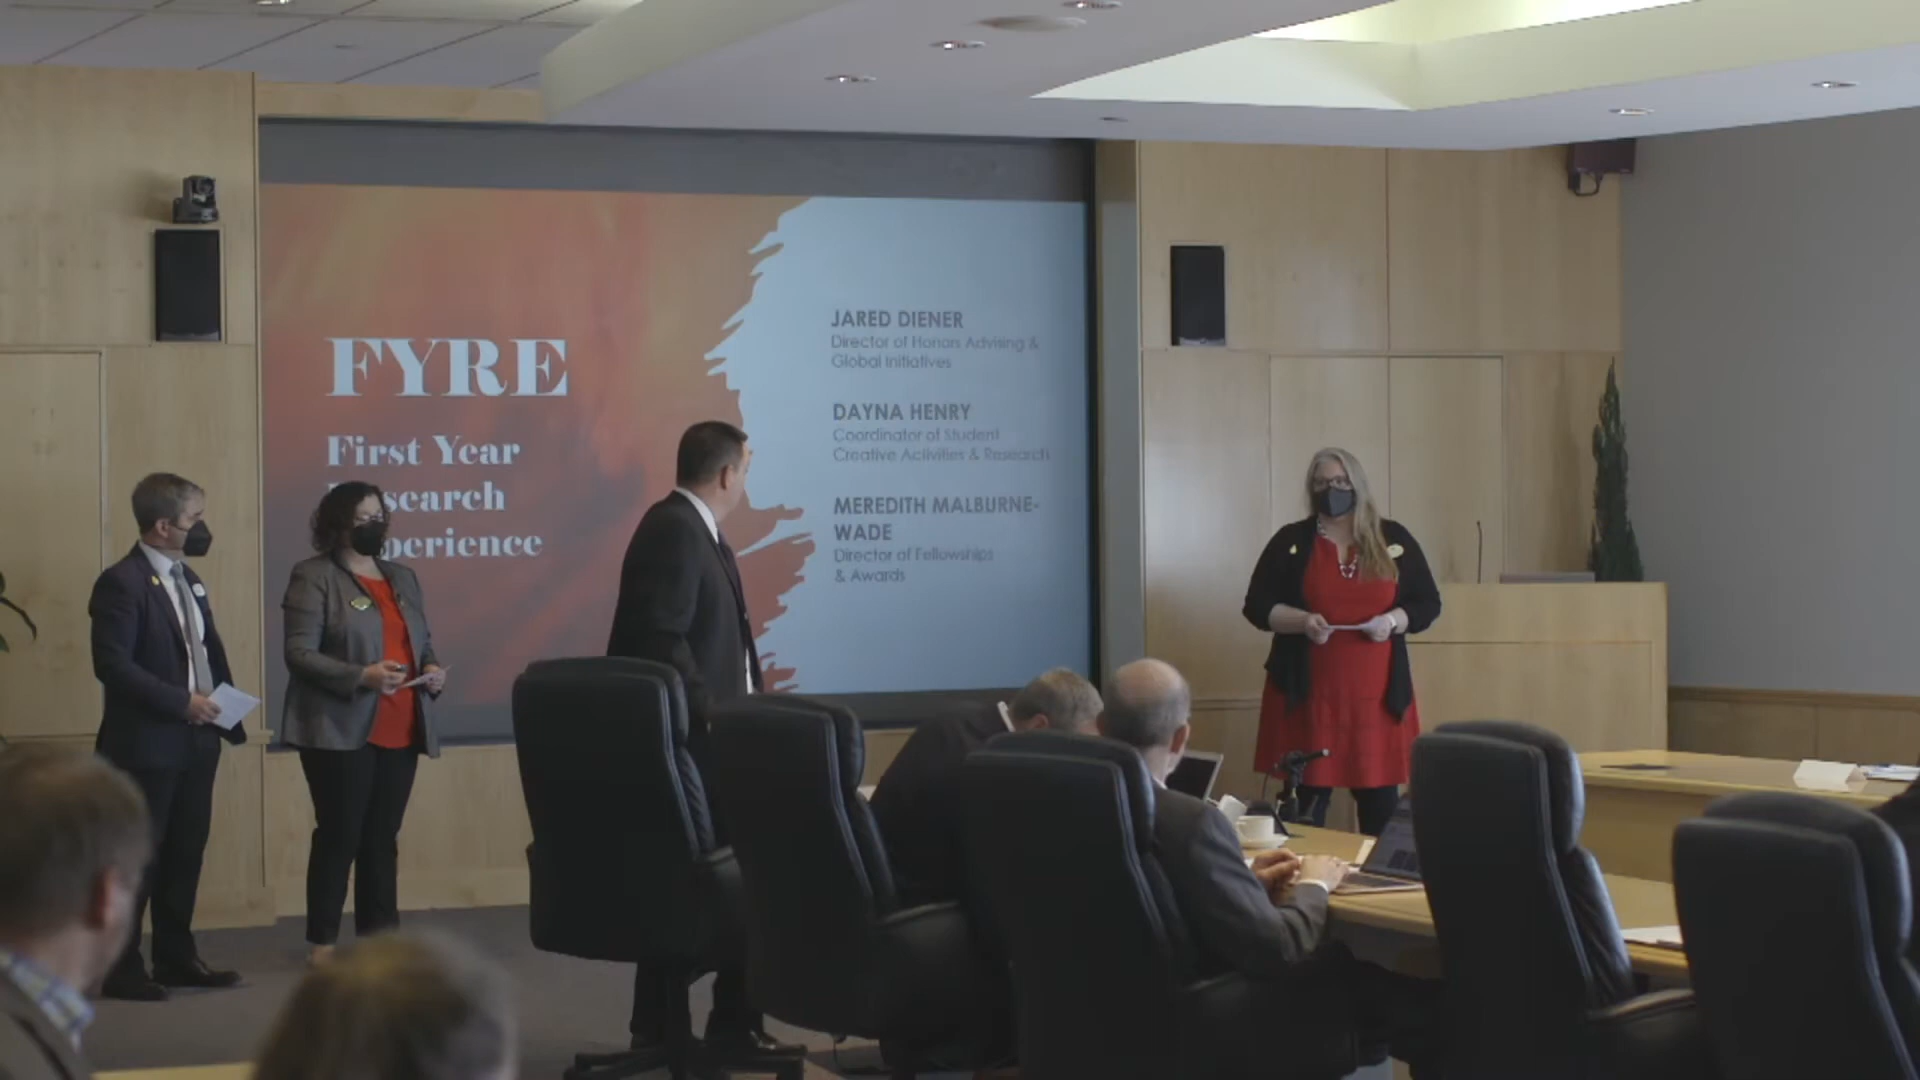 FYRE
First Year
search
perience
JARED DIENER
Director of Honors Advising &
Global Initiatives
DAYNA HENRY
Coordinator of Student
Creative Activities & Research
MEREDITH MALBURNE-
WADE
Director of Fellowships
& Awards